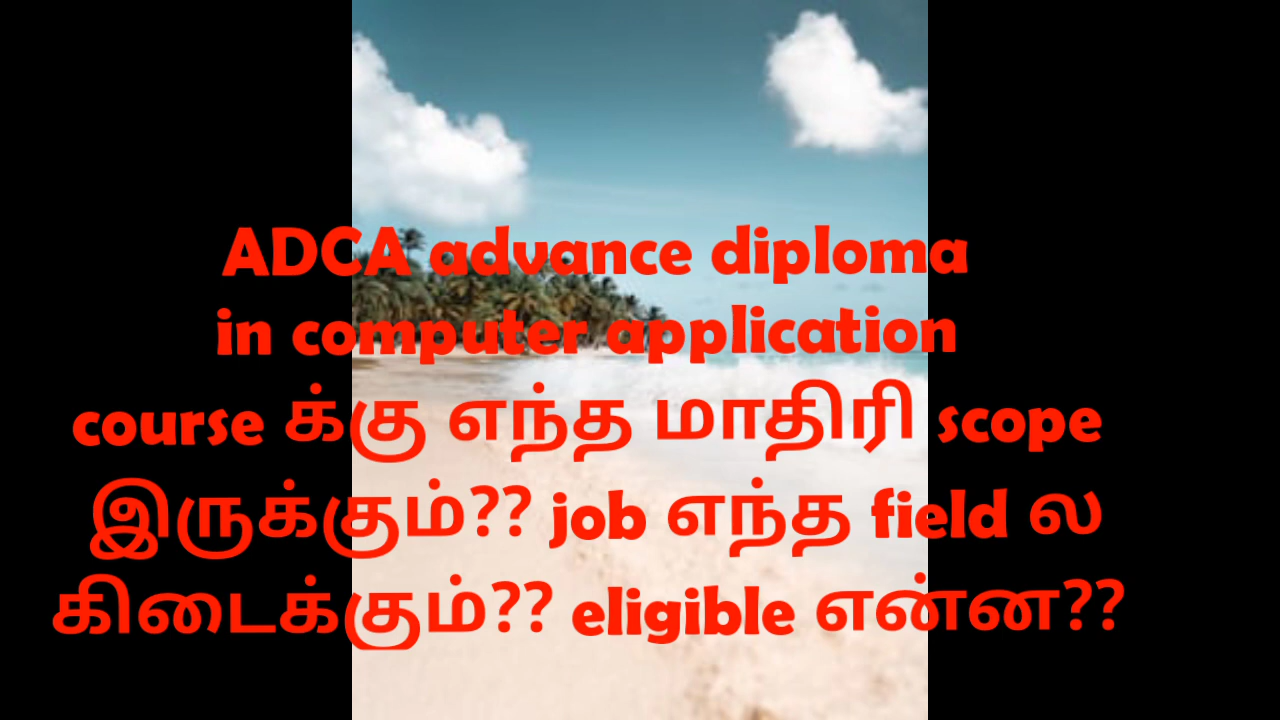 ADCA advance diploma
in computer application
course க்கு எந்த மாதிரி scope
இருக்கும்?? job எந்த field ல
கிடைக்கும்?? eligible என்ன??